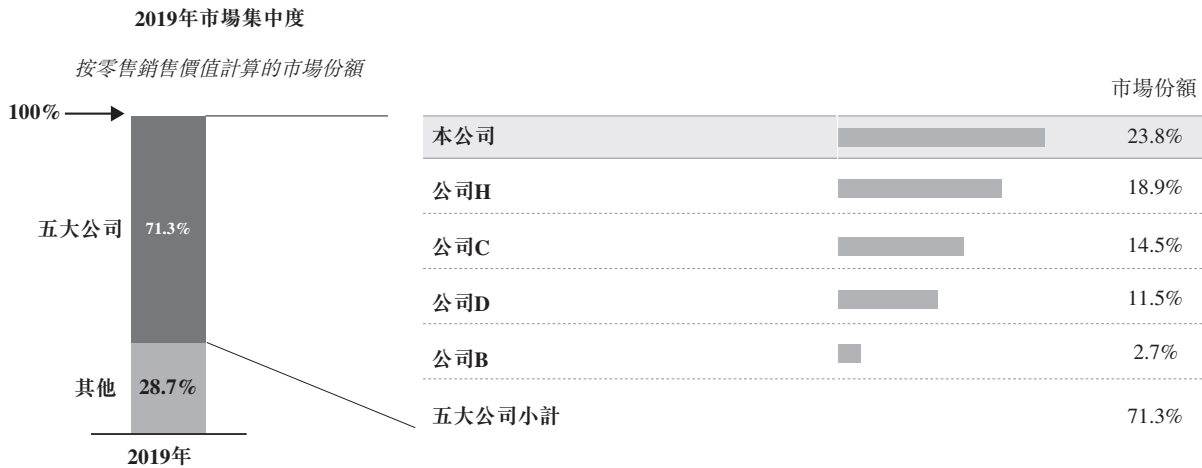 2019年市場集中度
按零售銷售價值計算的市場份額
市場份額
100%
五大公司 71.3%
其他 28.7%
2019年
本公司 23.8%
公司H 18.9%
公司C 14.5%
公司D 11.5%
公司B 2.7%
五大公司小計 71.3%